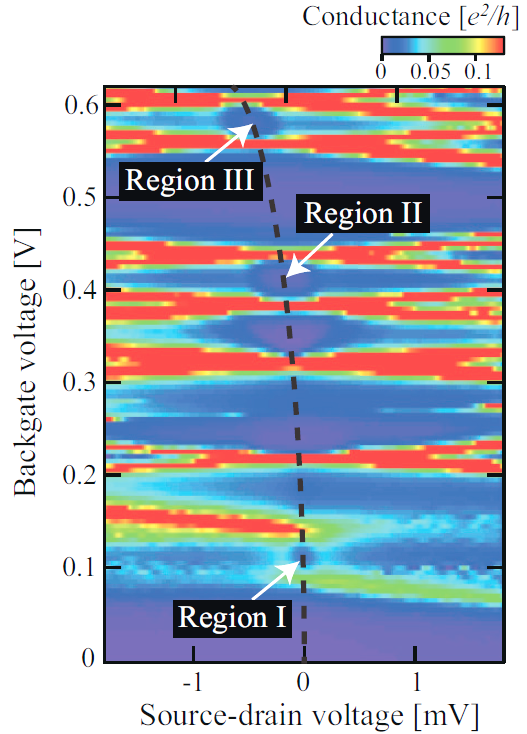 Conductance [e²/h]
0 0.05 0.1
0.6
Region III
0.5
Region II
0.4
0.3
0.2
0.1
Region I
0
-1 0 1
Source-drain voltage [mV]
Backgate voltage [V]